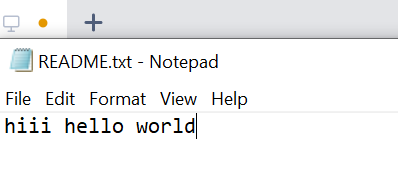 README.txt - Notepad
File Edit Format View Help
hiii hello world